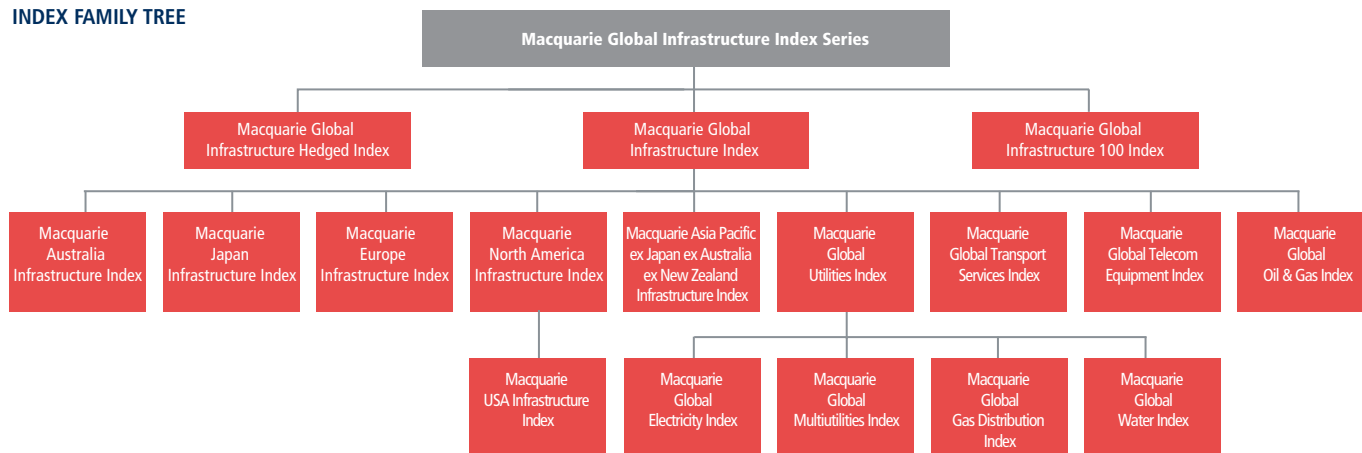 INDEX FAMILY TREE
Macquarie Global Infrastructure Index Series
Macquarie Global
Infrastructure Hedged Index
Macquarie Global
Infrastructure Index
Macquarie Global
Infrastructure 100 Index
Macquarie
Australia
Infrastructure Index
Macquarie
Japan
Infrastructure Index
Macquarie
Europe
Infrastructure Index
Macquarie
North America
Infrastructure Index
Macquarie Asia Pacific
ex Japan ex Australia
ex New Zealand
Infrastructure Index
Macquarie
Global
Utilities Index
Macquarie
Global Transport
Services Index
Macquarie
Global Telecom
Equipment Index
Macquarie
Global
Oil & Gas Index
Macquarie
USA Infrastructure
Index
Macquarie
Global
Electricity Index
Macquarie
Global
Multiutilities Index
Macquarie
Global
Gas Distribution
Index
Macquarie
Global
Water Index